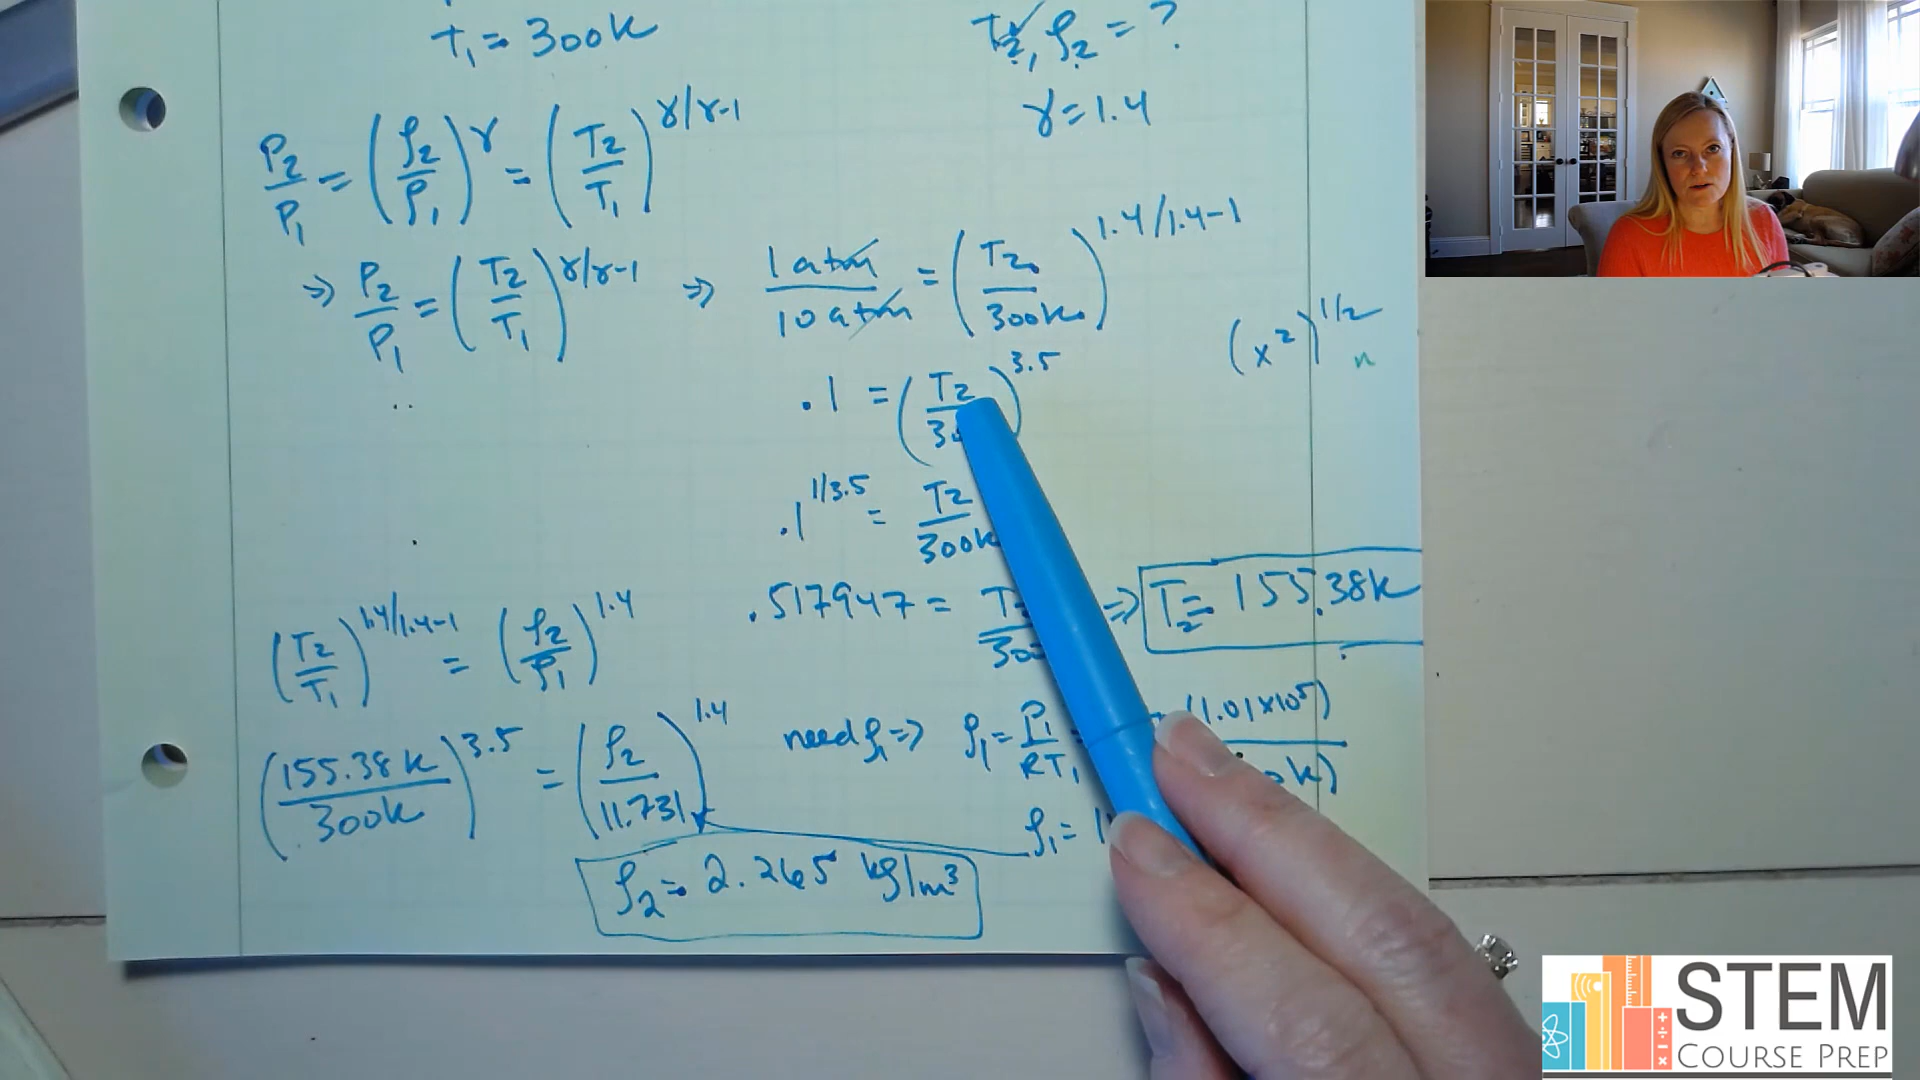 T₁ = 300K
T₂, ρ₂ = ?
γ = 1.4
P₂/P₁ = (ρ₂/ρ₁)^γ = (T₂/T₁)^γ/γ-1
⇒ P₂/P₁ = (T₂/T₁)^γ/γ-1 ⇒ 1 atm/10 atm = (T₂/300K)^1.4/1.4-1
(x²)^1/2
n
.1 = (T₂/30)^3.5
.1^1/3.5 = T₂/300K
.517947 = T₂/300 ⇒ T₂ = 155.38K
(T₂/T₁)^1.4/1.4-1 = (ρ₂/ρ₁)^1.4
need ρ₁ ⇒ ρ₁ = P₁/RT₁ = (1.01x10⁵)
(155.38K/300K)^3.5 = (ρ₂/11.731)^1.4
ρ₁ =
ρ₂ = 2.265 kg/m³
STEM
COURSE PREP